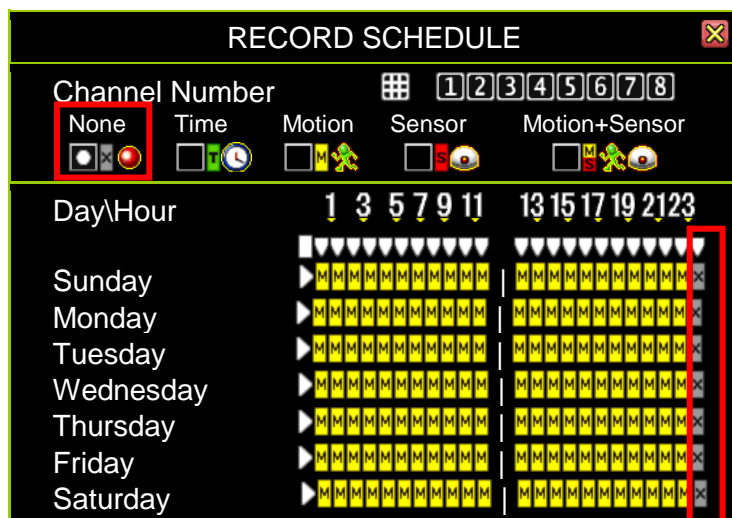 RECORD SCHEDULE
Channel Number 1 2 3 4 5 6 7 8
None Time Motion Sensor Motion+Sensor
X T M S M S
Day\Hour 1 3 5 7 9 11 13 15 17 19 21 23
Sunday M M M M M M M M M M M | M M M M M M M M M M M X
Monday M M M M M M M M M M M | M M M M M M M M M M M X
Tuesday M M M M M M M M M M M | M M M M M M M M M M M X
Wednesday M M M M M M M M M M M | M M M M M M M M M M M X
Thursday M M M M M M M M M M M | M M M M M M M M M M M X
Friday M M M M M M M M M M M | M M M M M M M M M M M X
Saturday M M M M M M M M M M M | M M M M M M M M M M M X